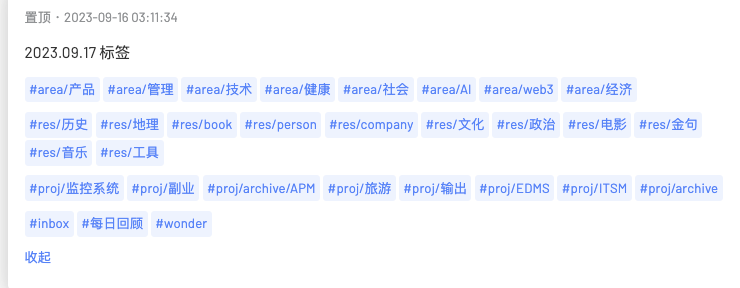 置顶 · 2023-09-16 03:11:34
2023.09.17 标签
#area/产品 #area/管理 #area/技术 #area/健康 #area/社会 #area/AI #area/web3 #area/经济
#res/历史 #res/地理 #res/book #res/person #res/company #res/文化 #res/政治 #res/电影 #res/金句
#res/音乐 #res/工具
#proj/监控系统 #proj/副业 #proj/archive/APM #proj/旅游 #proj/输出 #proj/EDMS #proj/ITSM #proj/archive
#inbox #每日回顾 #wonder
收起